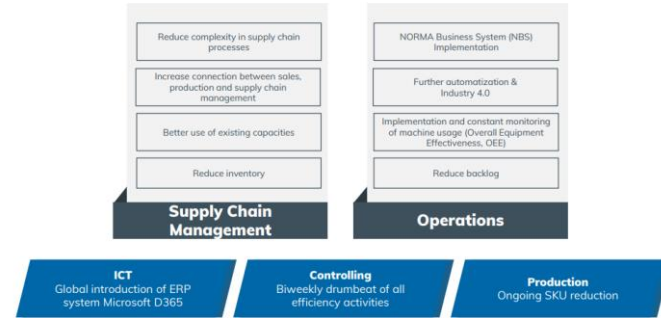 Reduce complexity in supply chain
processes
Increase connection between sales,
production and supply chain
management
Better use of existing capacities
Reduce inventory
Supply Chain
Management
NORMA Business System (NBS)
Implementation
Further automatization &
Industry 4.0
Implementation and constant monitoring
of machine usage (Overall Equipment
Effectiveness, OEE)
Reduce backlog
Operations
ICT
Global introduction of ERP
system Microsoft D365
Controlling
Biweekly drumbeat of all
efficiency activities
Production
Ongoing SKU reduction